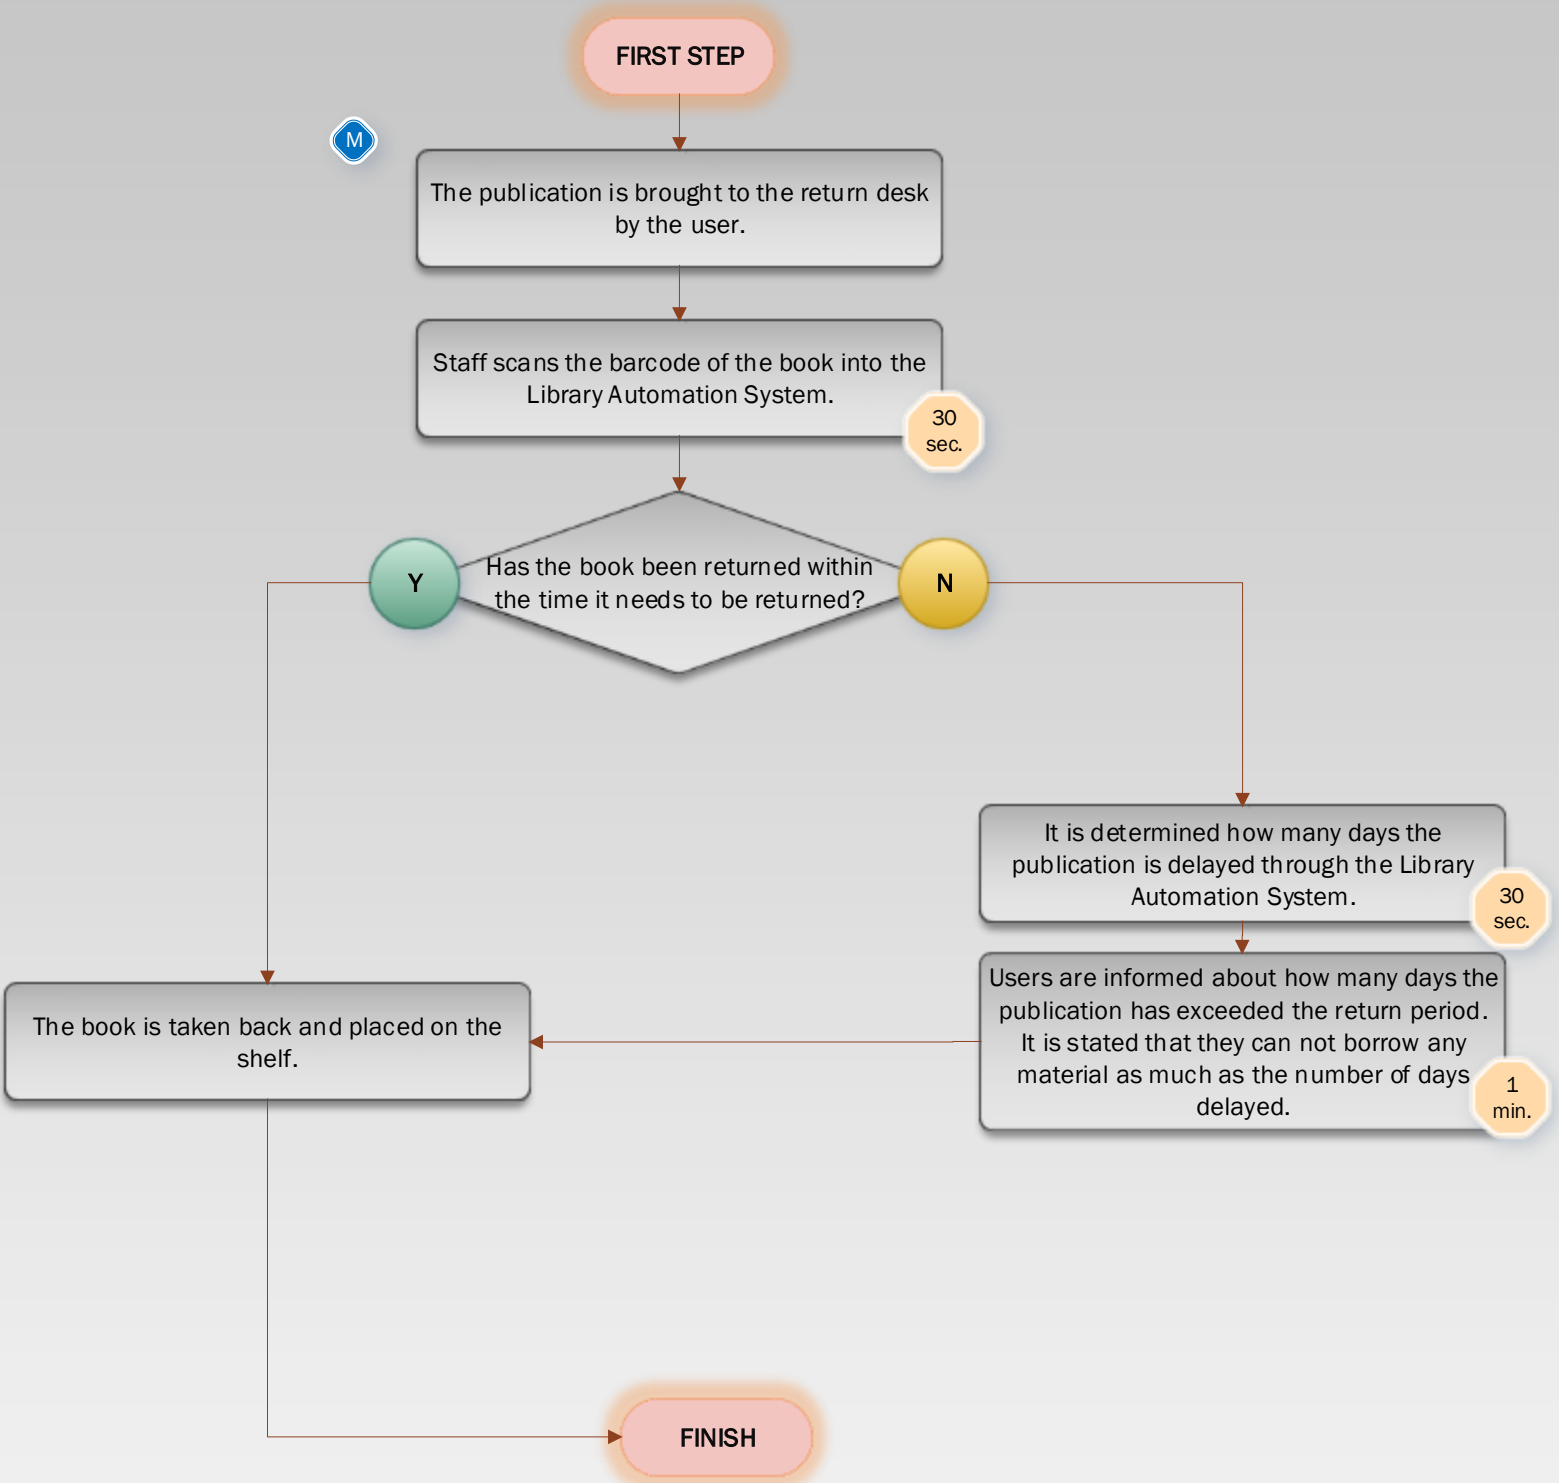 FIRST STEP
M
The publication is brought to the return desk
by the user.
Staff scans the barcode of the book into the
Library Automation System.
30
sec.
Y
Has the book been returned within
the time it needs to be returned?
N
It is determined how many days the
publication is delayed through the Library
Automation System.
30
sec.
Users are informed about how many days the
publication has exceeded the return period.
It is stated that they can not borrow any
material as much as the number of days
delayed.
1
min.
The book is taken back and placed on the
shelf.
FINISH